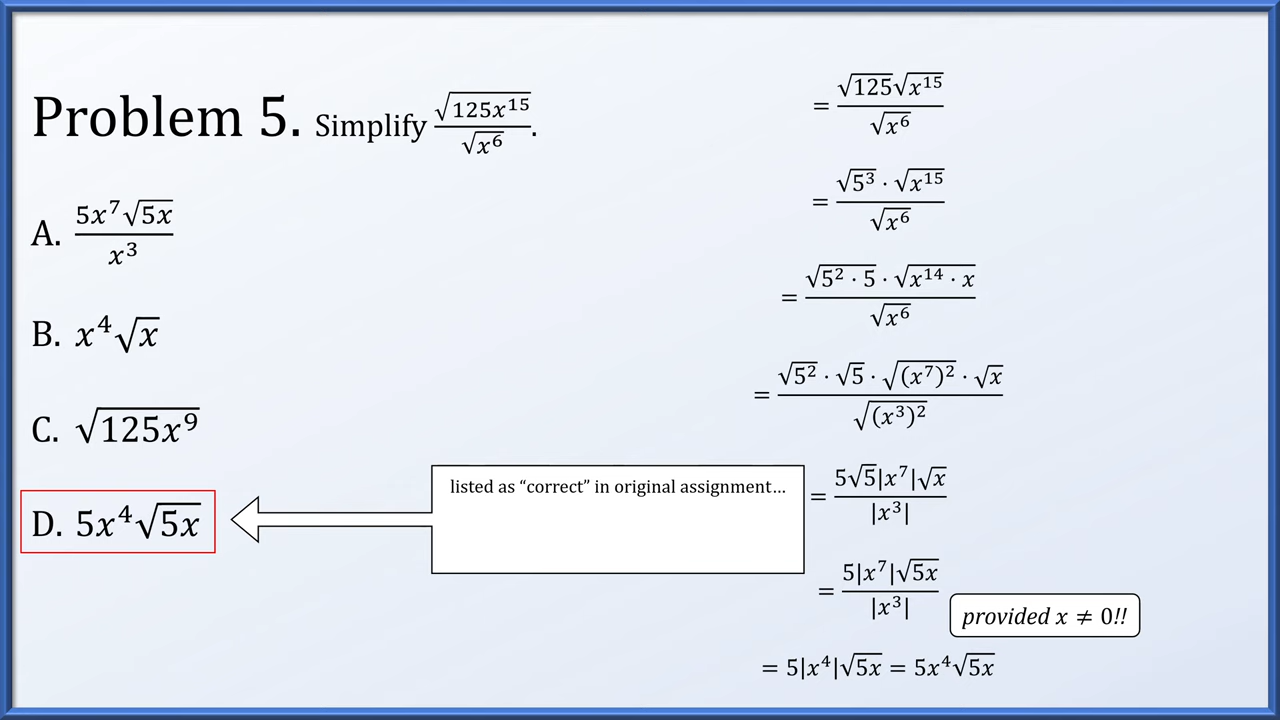 Problem 5. Simplify √(125x¹⁵)/√(x⁶).
A. 5x⁷√(5x)/x³
B. x⁴√x
C. √(125x⁹)
D. 5x⁴√(5x)
listed as “correct” in original assignment…
= √125√(x¹⁵)/√(x⁶)
= √(5³) · √(x¹⁵)/√(x⁶)
= √(5² · 5) · √(x¹⁴ · x)/√(x⁶)
= √(5²) · √5 · √((x⁷)²) · √x/√((x³)²)
= 5√5|x⁷|√x/|x³|
= 5|x⁷|√(5x)/|x³|
provided x ≠ 0!!
= 5|x⁴|√(5x) = 5x⁴√(5x)